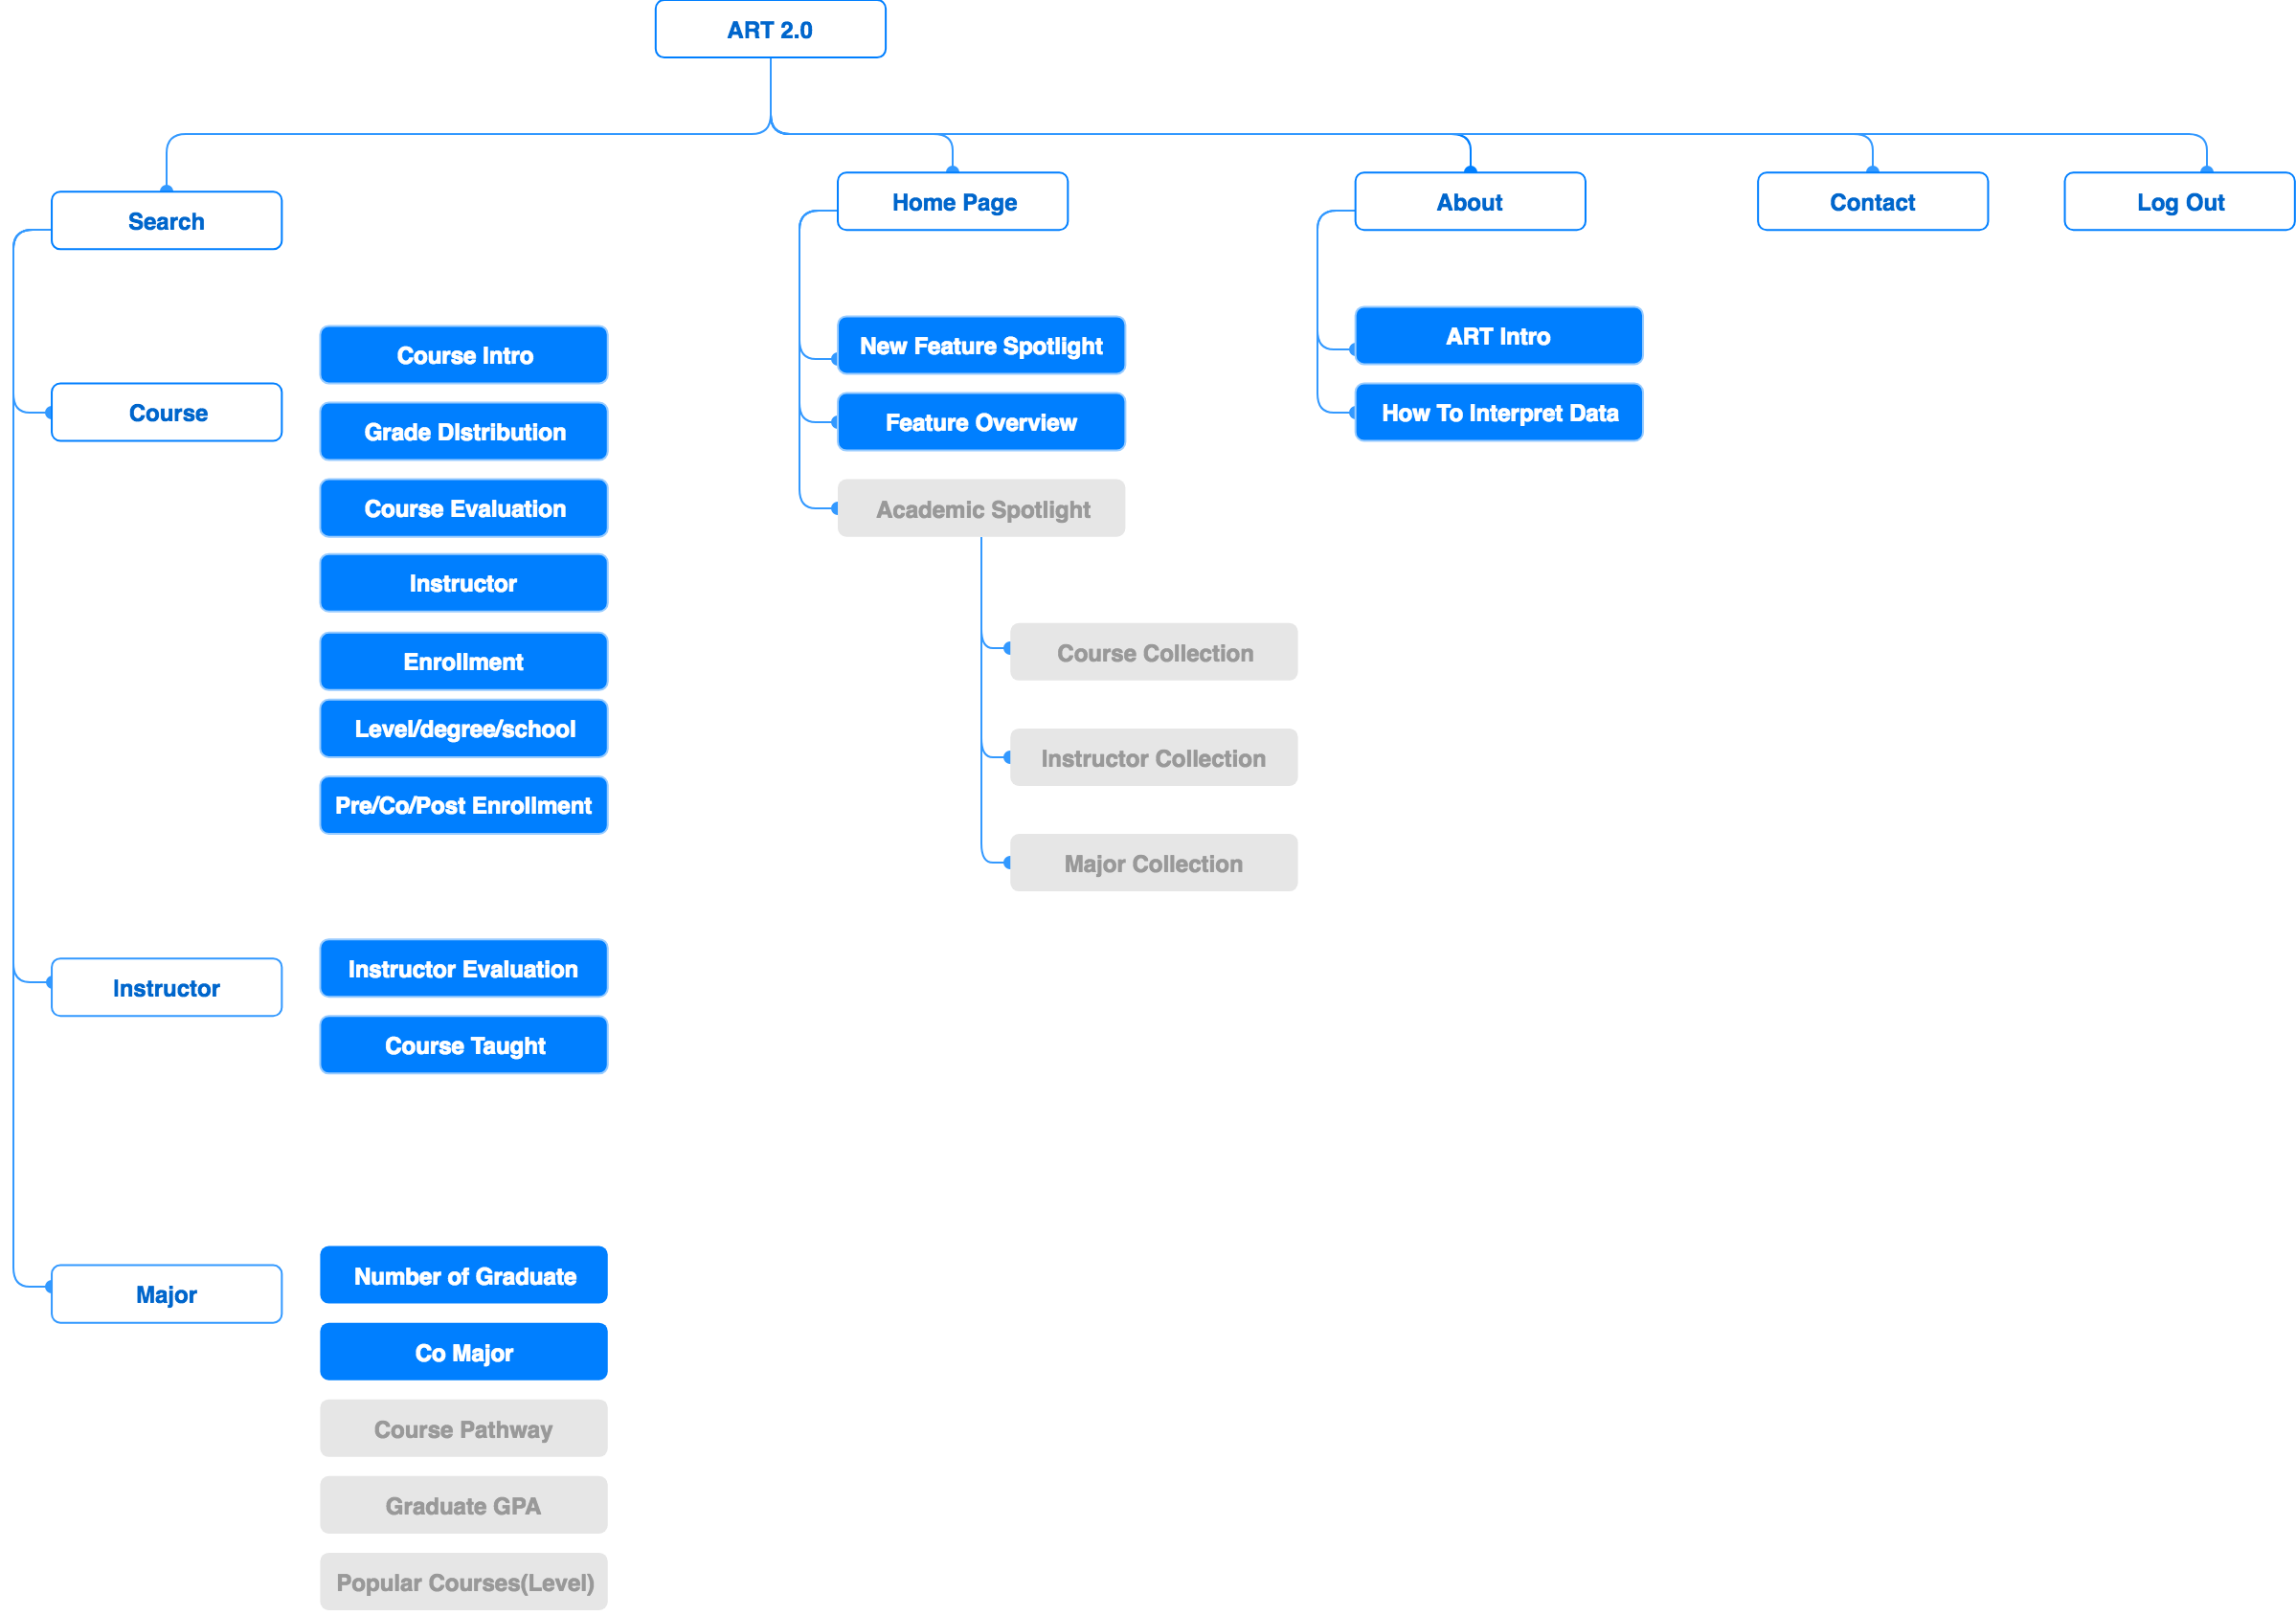 ART 2.0
Search
Home Page
About
Contact
Log Out
Course
Course Intro
Grade DIstribution
Course Evaluation
Instructor
Enrollment
Level/degree/school
Pre/Co/Post Enrollment
Instructor
Instructor Evaluation
Course Taught
Major
Number of Graduate
Co Major
Course Pathway
Graduate GPA
Popular Courses(Level)
New Feature Spotlight
Feature Overview
Academic Spotlight
Course Collection
Instructor Collection
Major Collection
ART Intro
How To Interpret Data